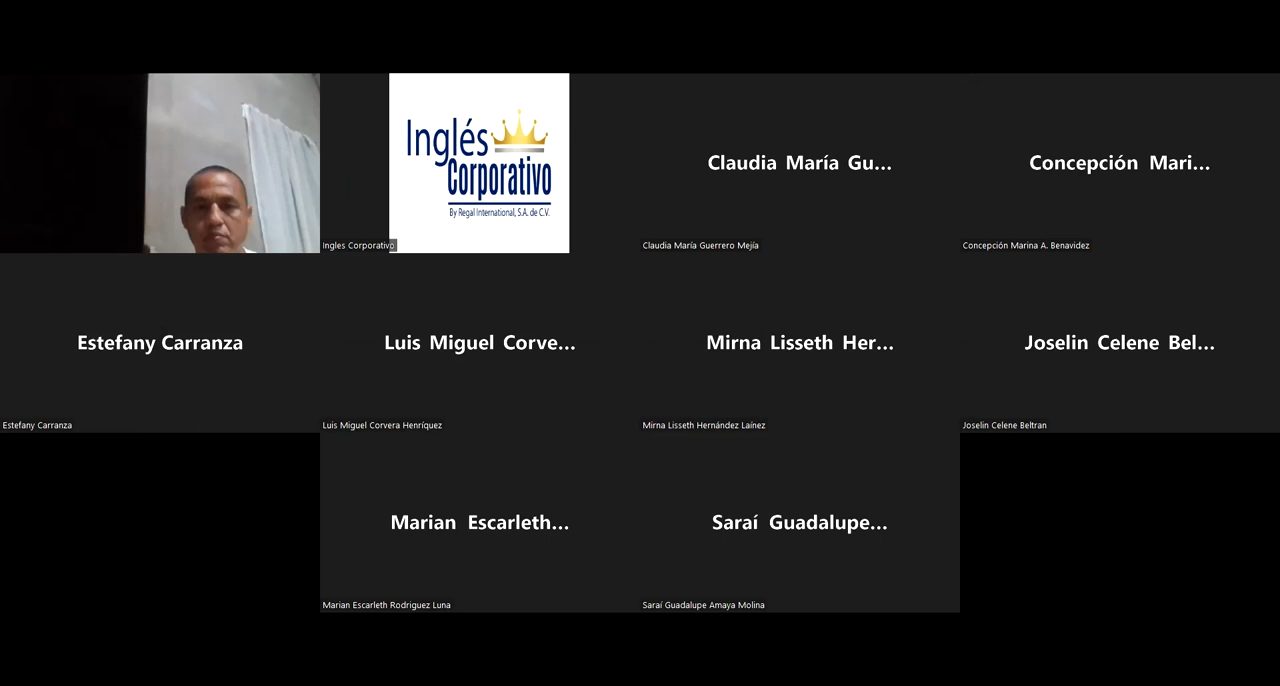 Inglés
Corporativo
By Regal International, S.A. de C.V.
Ingles Corporativo
Claudia María Gu...
Claudia María Guerrero Mejía
Concepción Mari...
Concepción Marina A. Benavidez
Estefany Carranza
Estefany Carranza
Luis Miguel Corve...
Luis Miguel Corvera Henríquez
Mirna Lisseth Her...
Mirna Lisseth Hernández Laínez
Joselin Celene Bel...
Joselin Celene Beltran
Marian Escarleth...
Marian Escarleth Rodriguez Luna
Saraí Guadalupe...
Saraí Guadalupe Amaya Molina